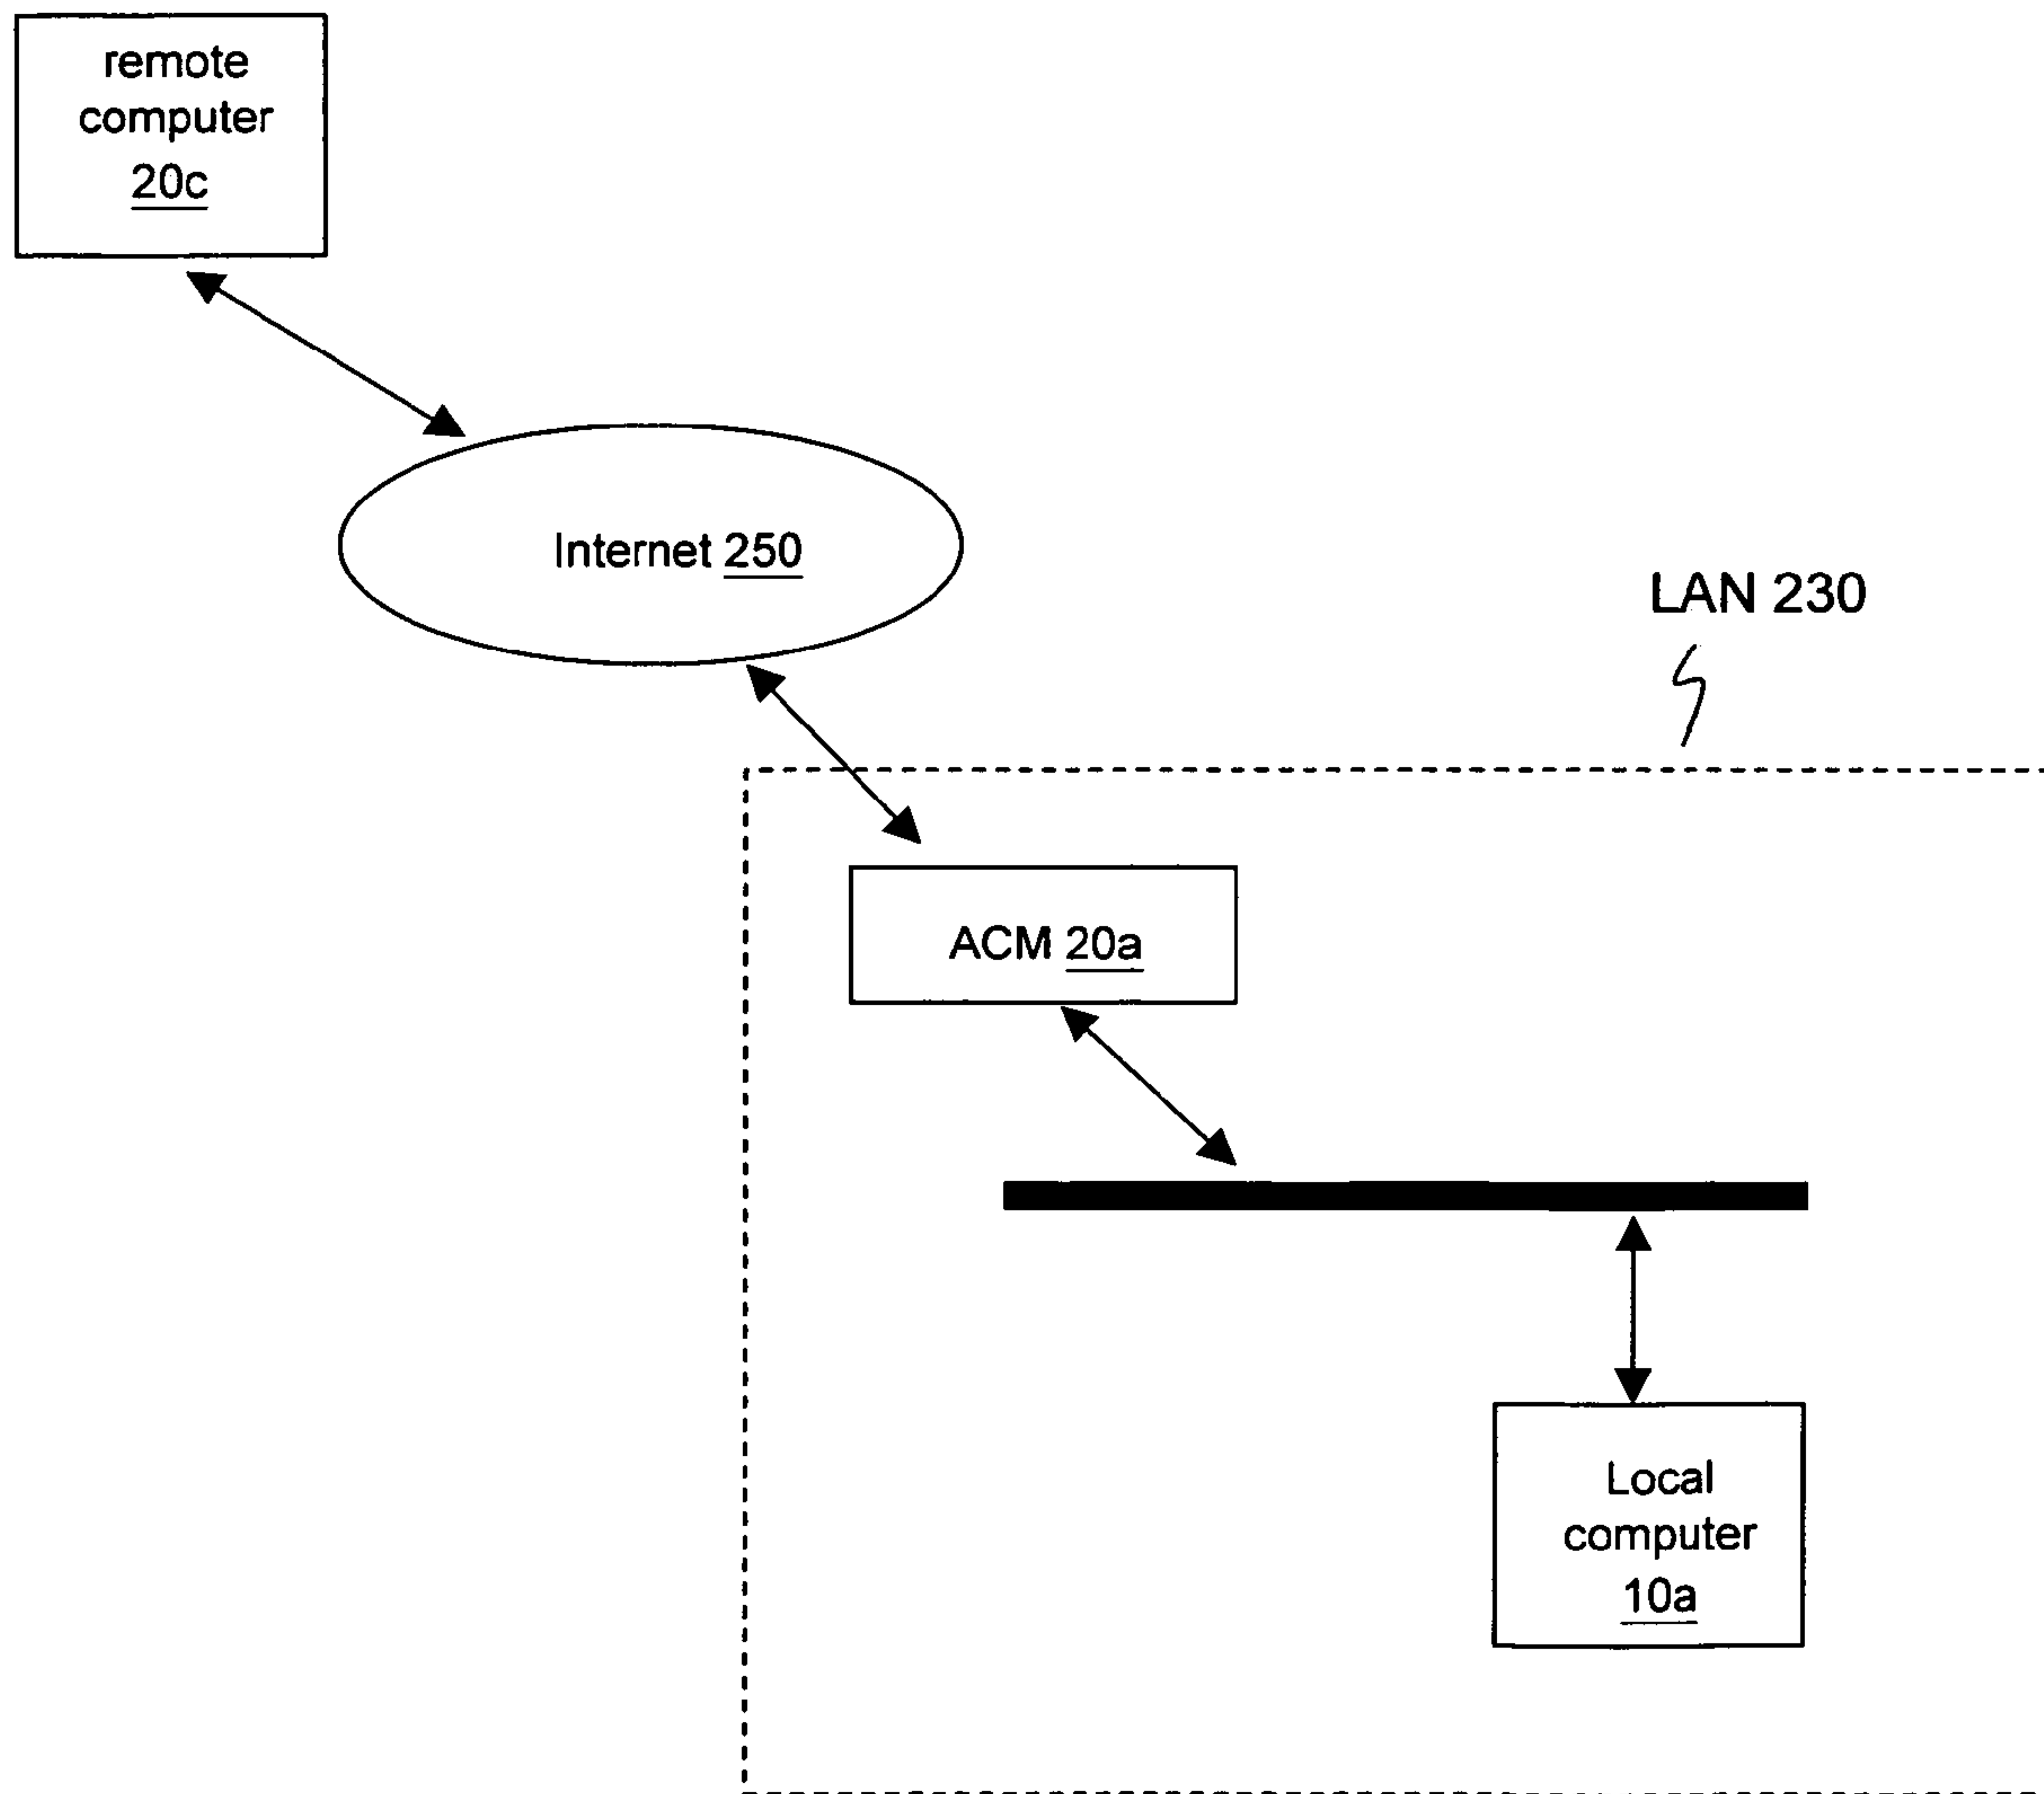 remote
computer
20c
Internet 250
LAN 230
ACM 20a
Local
computer
10a